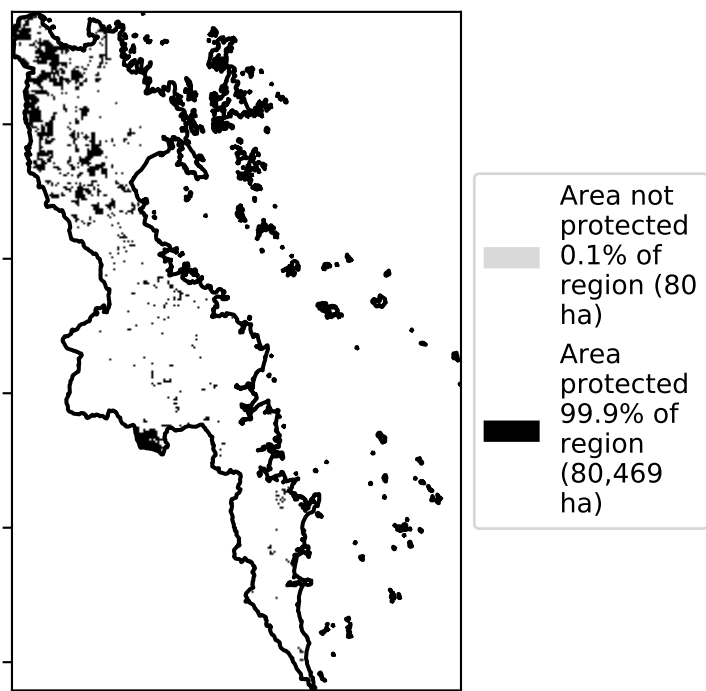 Area not
protected
0.1% of
region (80
ha)
Area
protected
99.9% of
region
(80,469
ha)